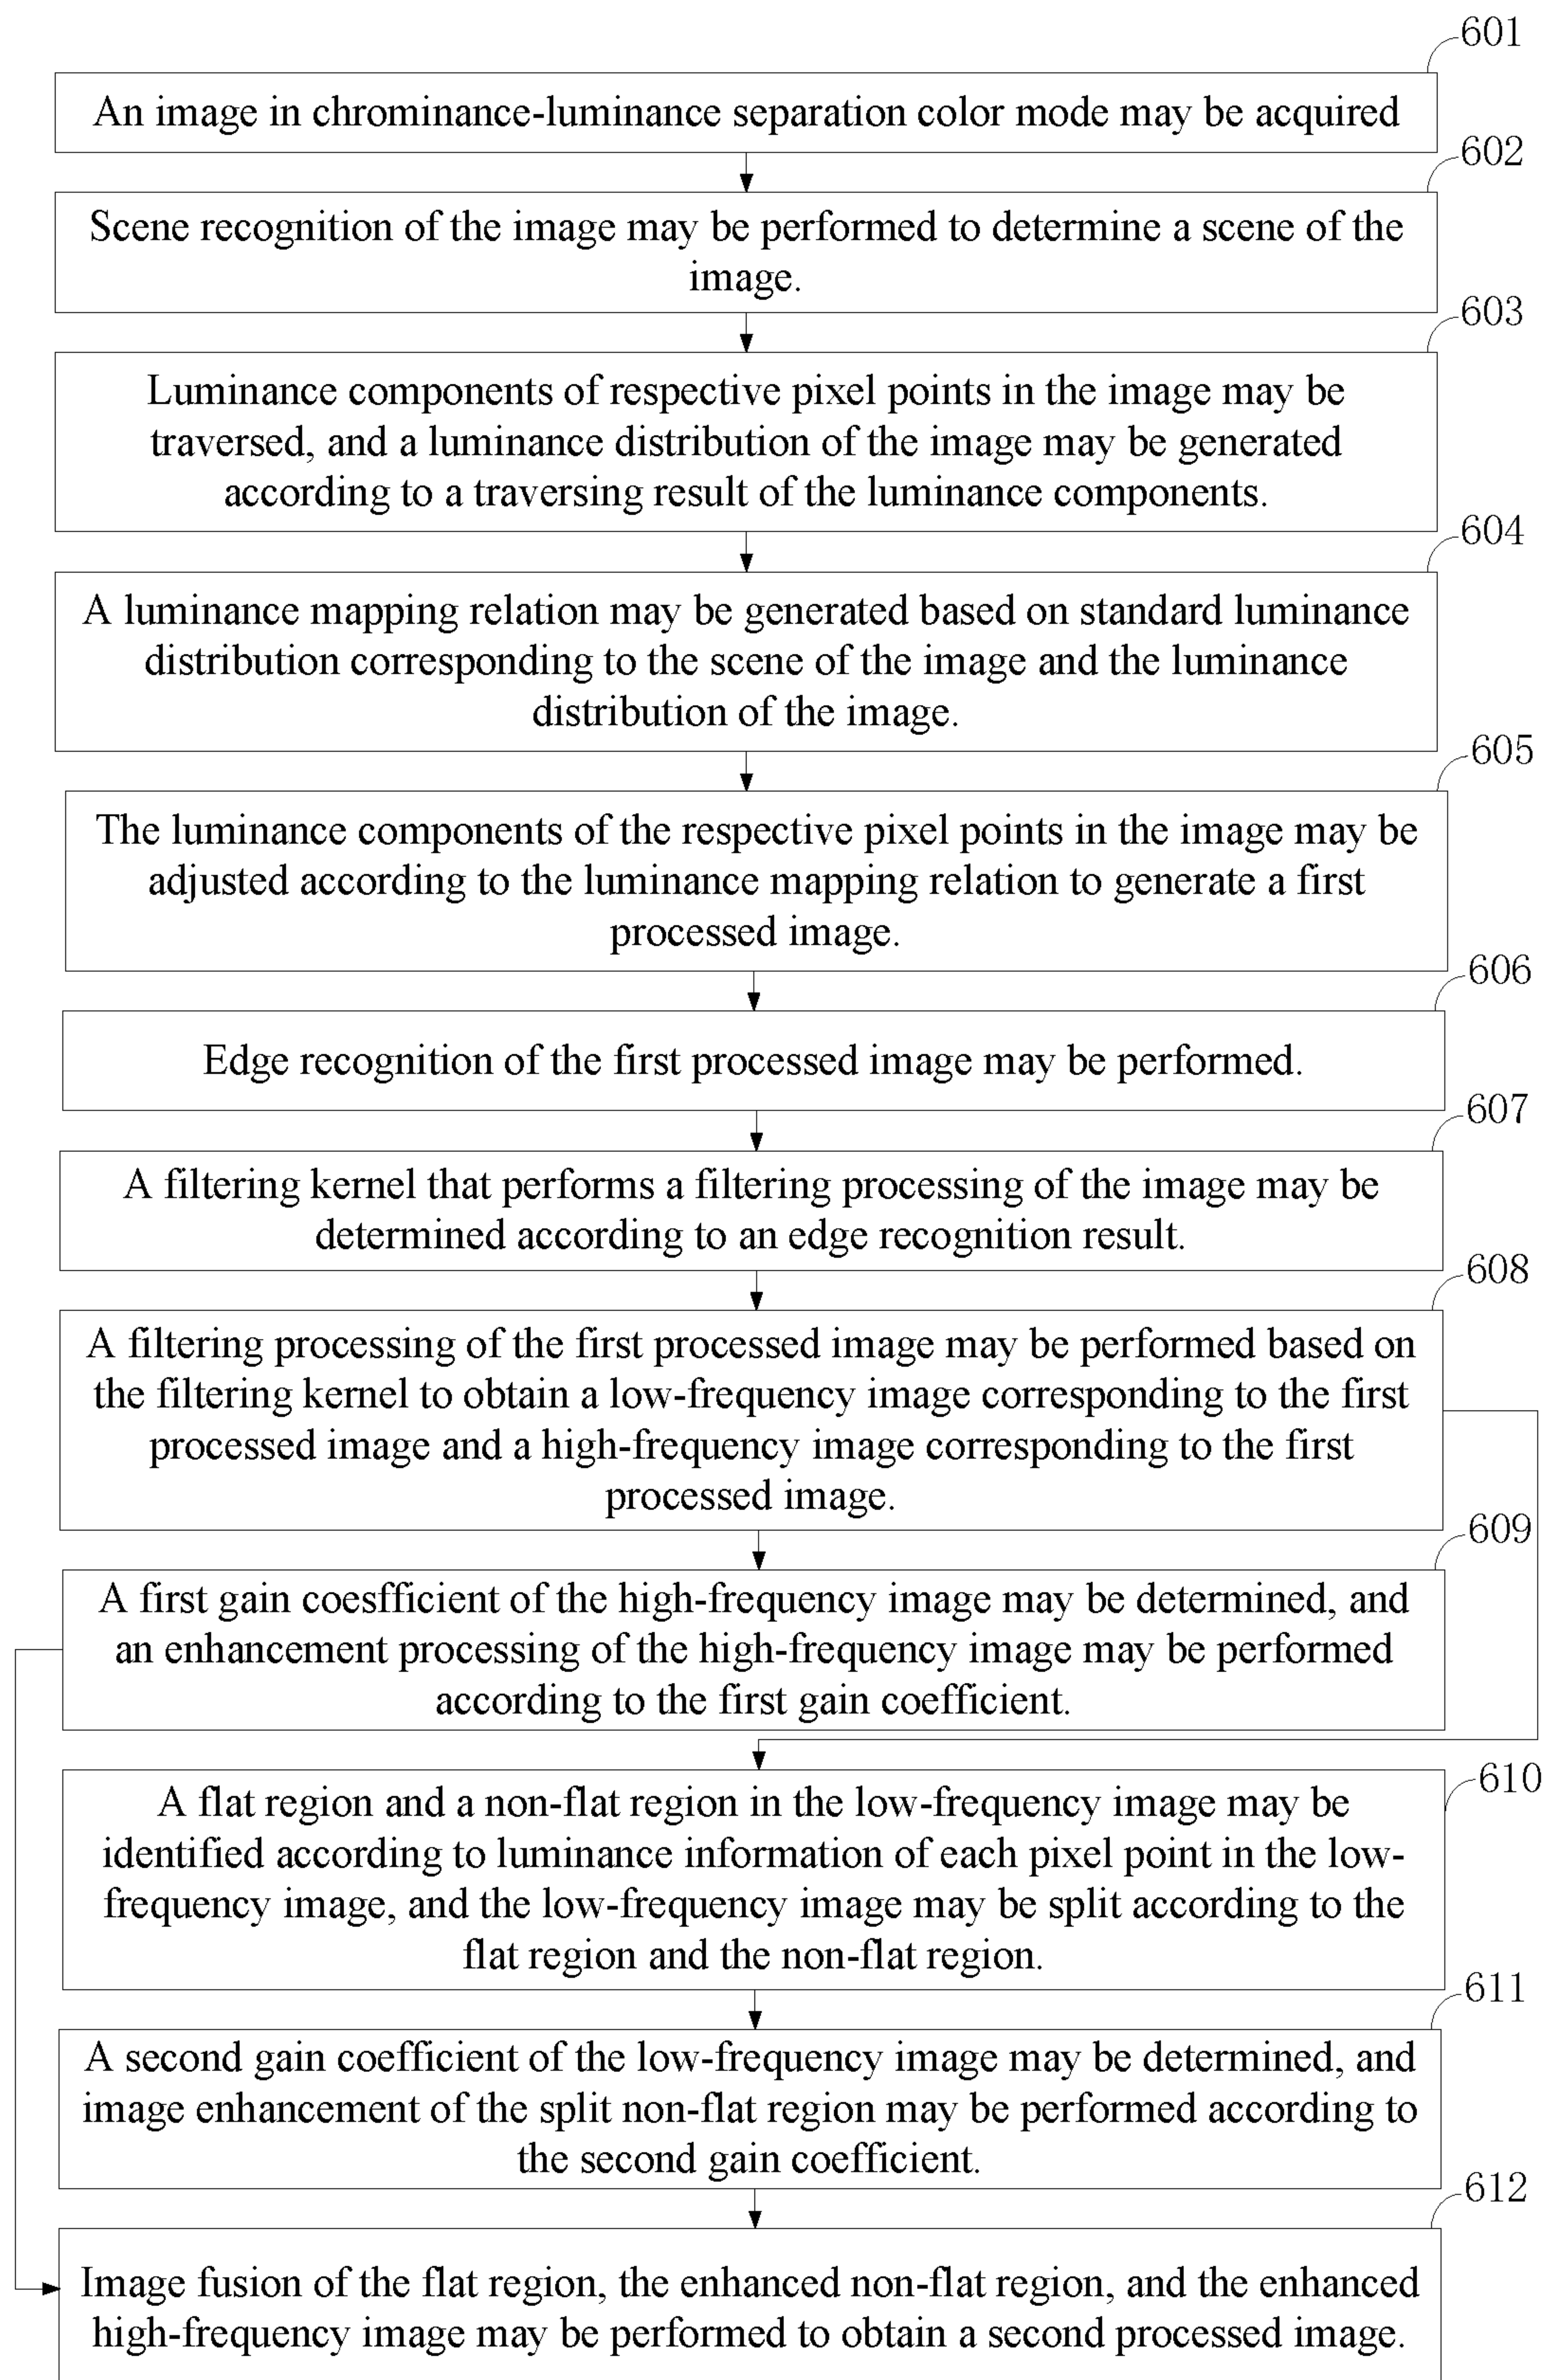 601
An image in chrominance-luminance separation color mode may be acquired
602
Scene recognition of the image may be performed to determine a scene of the
image.
603
Luminance components of respective pixel points in the image may be
traversed, and a luminance distribution of the image may be generated
according to a traversing result of the luminance components.
604
A luminance mapping relation may be generated based on standard luminance
distribution corresponding to the scene of the image and the luminance
distribution of the image.
605
The luminance components of the respective pixel points in the image may be
adjusted according to the luminance mapping relation to generate a first
processed image.
606
Edge recognition of the first processed image may be performed.
607
A filtering kernel that performs a filtering processing of the image may be
determined according to an edge recognition result.
608
A filtering processing of the first processed image may be performed based on
the filtering kernel to obtain a low-frequency image corresponding to the first
processed image and a high-frequency image corresponding to the first
processed image.
609
A first gain coesfficient of the high-frequency image may be determined, and
an enhancement processing of the high-frequency image may be performed
according to the first gain coefficient.
610
A flat region and a non-flat region in the low-frequency image may be
identified according to luminance information of each pixel point in the low-
frequency image, and the low-frequency image may be split according to the
flat region and the non-flat region.
611
A second gain coefficient of the low-frequency image may be determined, and
image enhancement of the split non-flat region may be performed according to
the second gain coefficient.
612
Image fusion of the flat region, the enhanced non-flat region, and the enhanced
high-frequency image may be performed to obtain a second processed image.